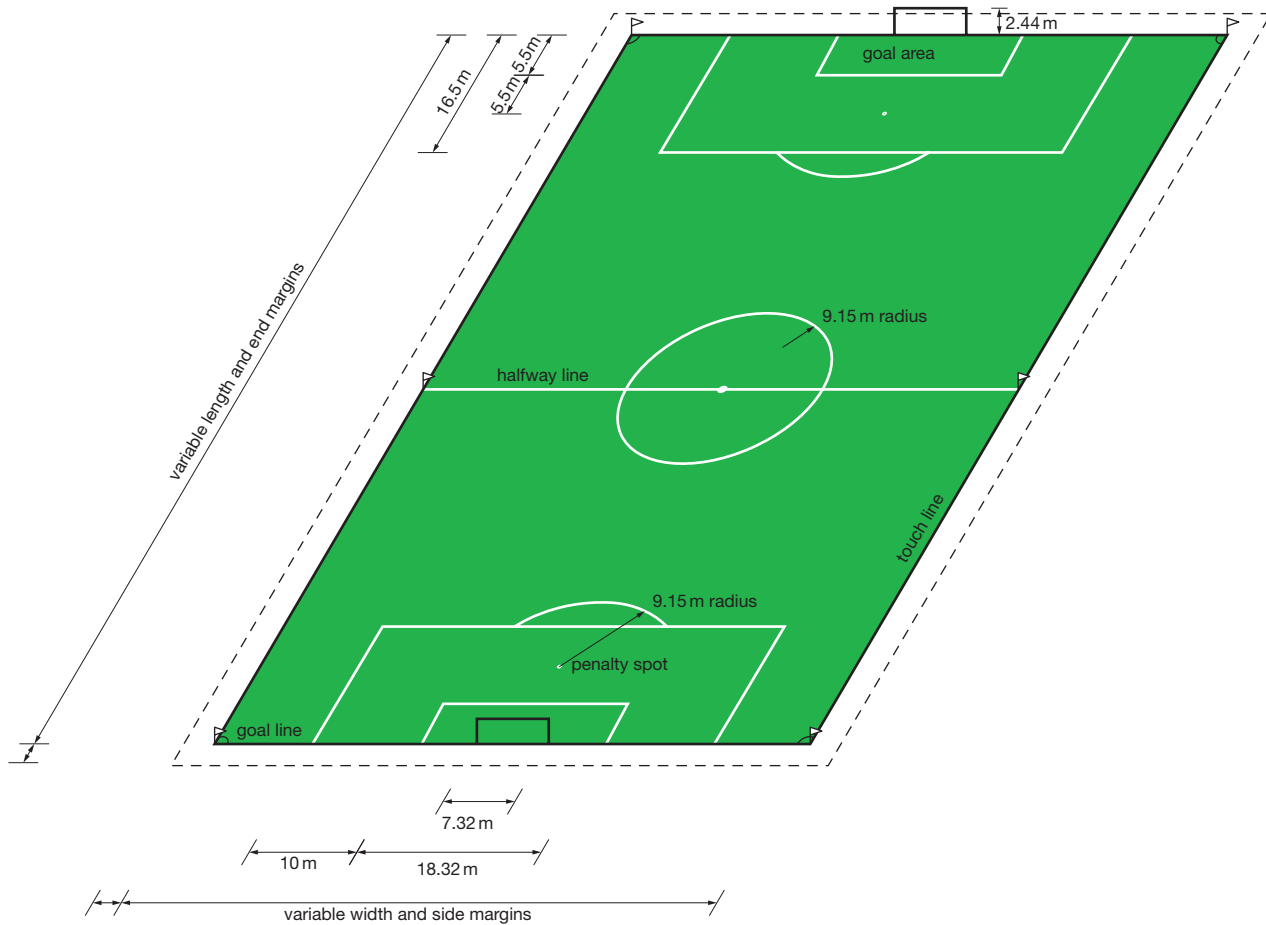 2.44 m
goal area
5.5 m
16.5 m
5.5 m
9.15 m radius
variable length and end margins
halfway line
touch line
9.15 m radius
penalty spot
goal line
7.32 m
10 m
18.32 m
variable width and side margins